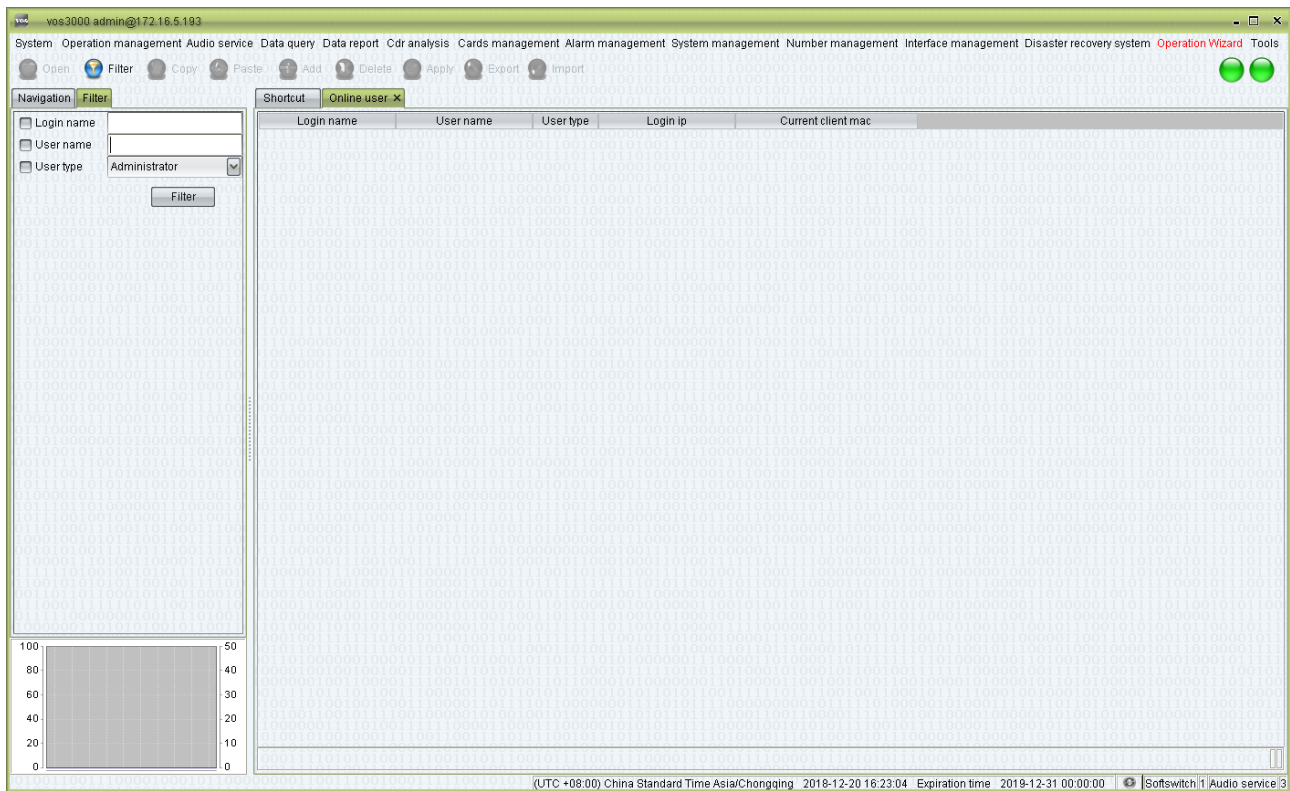 vos vos3000 admin@172.16.5.193
System Operation management Audio service Data query Data report Cdr analysis Cards management Alarm management System management Number management Interface management Disaster recovery system Operation Wizard Tools
Open Filter Copy Paste Add Delete Apply Export Import
Navigation Filter
Shortcut Online user
Login name
User name
User type Administrator
Filter
Login name User name User type Login ip Current client mac
100 50
80 40
60 30
40 20
20 10
0 0
(UTC +08:00) China Standard Time Asia/Chongqing 2018-12-20 16:23:04 Expiration time 2019-12-31 00:00:00 Softswitch 1 Audio service 3